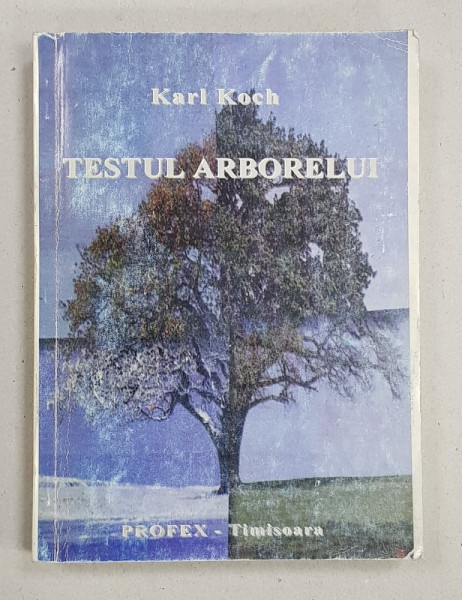 Karl Koch
TESTUL ARBORELUI
PROFEX - Timisoara